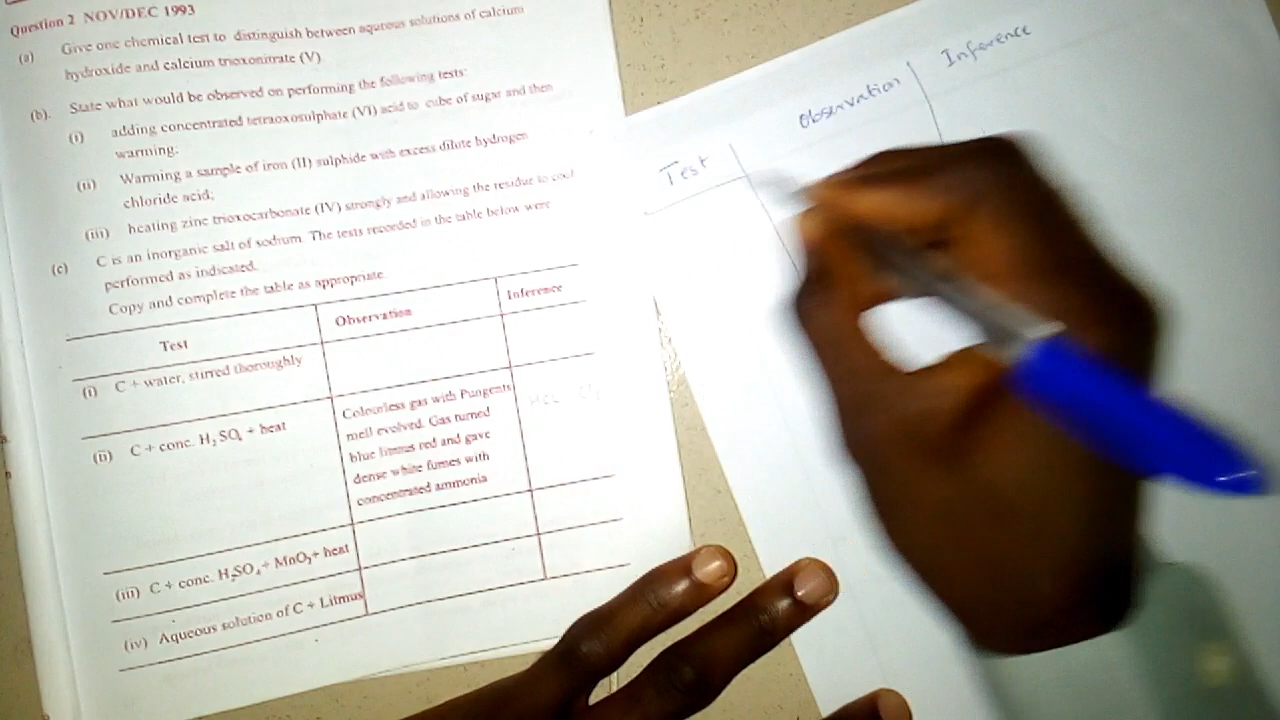 Question 2 NOV/DEC 1993
(a) Give one chemical test to distinguish between aqueous solutions of calcium
hydroxide and calcium trioxonitrate (V)
(b). State what would be observed on performing the following tests:
(i) adding concentrated tetraoxosulphate (VI) acid to cube of sugar and then
warming;
(ii) Warming a sample of iron (II) sulphide with excess dilute hydrogen
chloride acid;
(iii) heating zinc trioxocarbonate (IV) strongly and allowing the residue to cool
(c) C is an inorganic salt of sodium. The tests recorded in the table below were
performed as indicated.
Copy and complete the table as appropriate
Test Observation Inference
(i) C + water, stirred thoroughly
(ii) C + conc. H2SO4 + heat
Colourless gas with Pungents
mell evolved. Gas turned
blue litmus red and gave
dense white fumes with
concentrated ammonia
(iii) C + conc. H2SO4 + MnO2 + heat
(iv) Aqueous solution of C + Litmus
Test Observation Inference